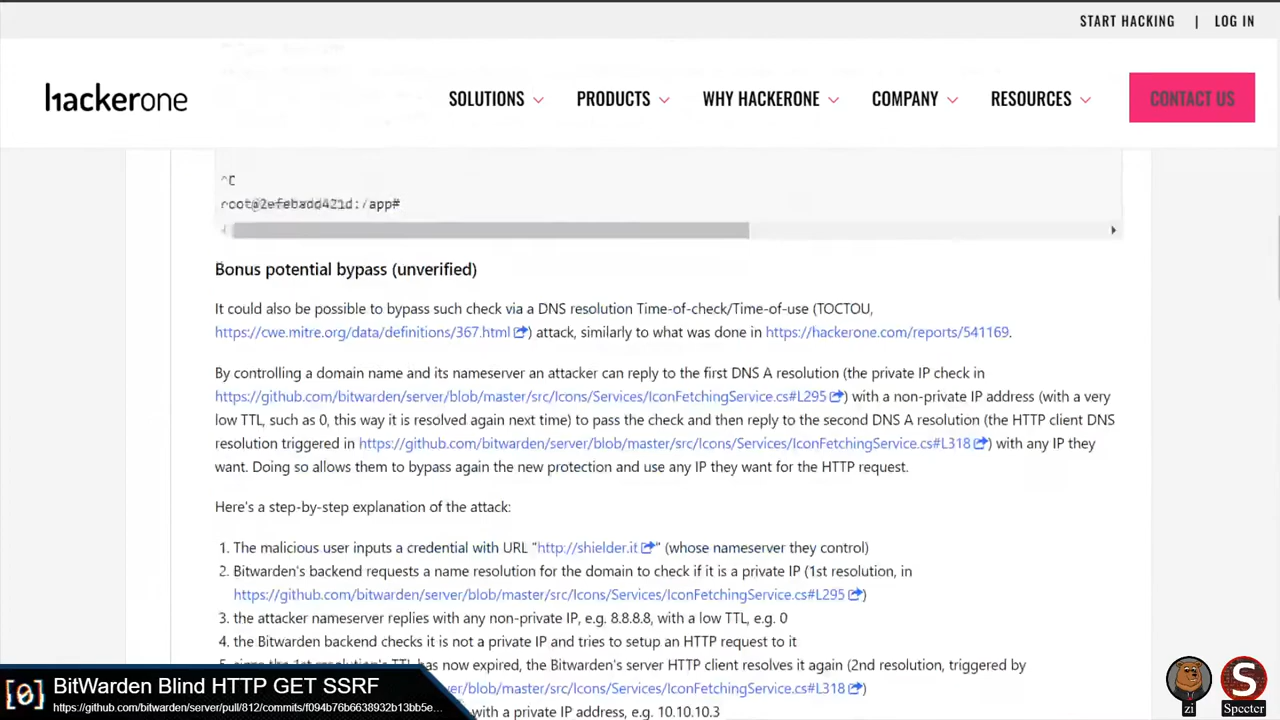 START HACKING | LOG IN
hackerone
SOLUTIONS PRODUCTS WHY HACKERONE COMPANY RESOURCES CONTACT US
^C
:/app#
Bonus potential bypass (unverified)
It could also be possible to bypass such check via a DNS resolution Time-of-check/Time-of-use (TOCTOU,
https://cwe.mitre.org/data/definitions/367.html ) attack, similarly to what was done in https://hackerone.com/reports/541169.
By controlling a domain name and its nameserver an attacker can reply to the first DNS A resolution (the private IP check in
https://github.com/bitwarden/server/blob/master/src/Icons/Services/IconFetchingService.cs#L295 ) with a non-private IP address (with a very
low TTL, such as 0, this way it is resolved again next time) to pass the check and then reply to the second DNS A resolution (the HTTP client DNS
resolution triggered in https://github.com/bitwarden/server/blob/master/src/Icons/Services/IconFetchingService.cs#L318 ) with any IP they
want. Doing so allows them to bypass again the new protection and use any IP they want for the HTTP request.
Here's a step-by-step explanation of the attack:
1. The malicious user inputs a credential with URL "http://shielder.it " (whose nameserver they control)
2. Bitwarden's backend requests a name resolution for the domain to check if it is a private IP (1st resolution, in
https://github.com/bitwarden/server/blob/master/src/Icons/Services/IconFetchingService.cs#L295 )
3. the attacker nameserver replies with any non-private IP, e.g. 8.8.8.8, with a low TTL, e.g. 0
4. the Bitwarden backend checks it is not a private IP and tries to setup an HTTP request to it
5. since the 1st resolution's TTL has now expired, the Bitwarden's server HTTP client resolves it again (2nd resolution, triggered by
er/blob/master/src/Icons/Services/IconFetchingService.cs#L318 )
with a private IP address, e.g. 10.10.10.3
[0] BitWarden Blind HTTP GET SSRF
https://github.com/bitwarden/server/pull/812/commits/f094b76b6638932b13bb5e...
zi
Specter